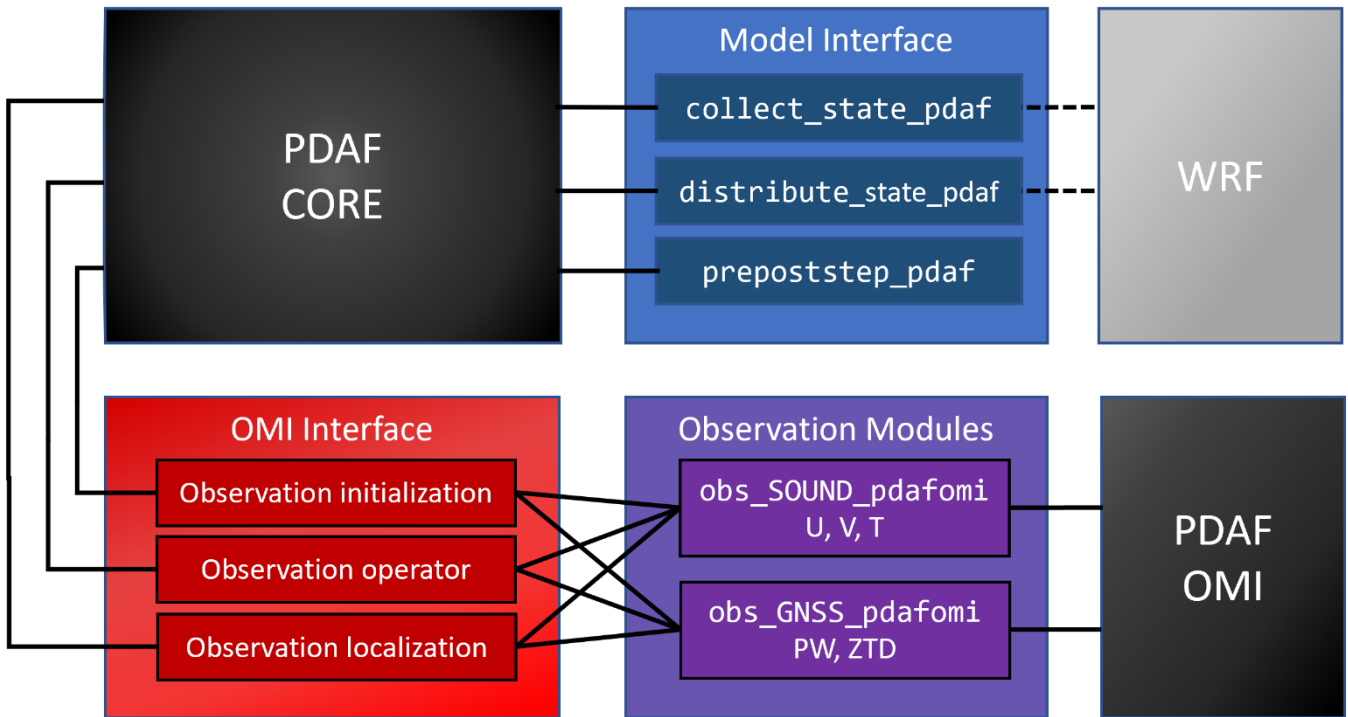 PDAF
CORE
Model Interface
collect_state_pdaf
distribute_state_pdaf
prepoststep_pdaf
WRF
OMI Interface
Observation initialization
Observation operator
Observation localization
Observation Modules
obs_SOUND_pdafomi
U, V, T
obs_GNSS_pdafomi
PW, ZTD
PDAF
OMI